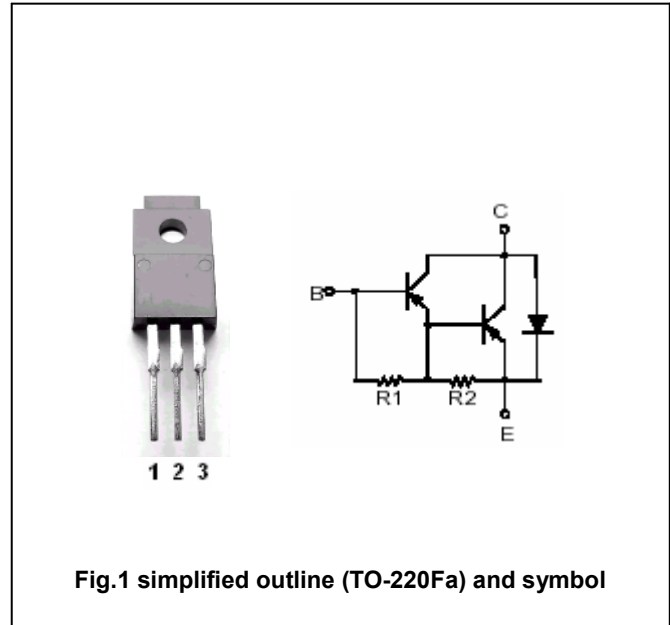 C
B
R1 R2
E
1 2 3
Fig.1 simplified outline (TO-220Fa) and symbol